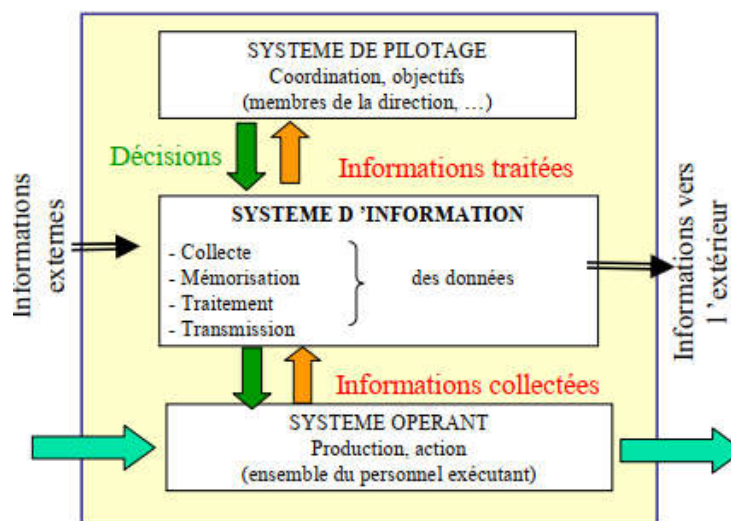 SYSTEME DE PILOTAGE
Coordination, objectifs
(membres de la direction, …)
Décisions
Informations traitées
Informations
externes
SYSTEME D ’INFORMATION
- Collecte
- Mémorisation
- Traitement
- Transmission
des données
Informations vers
l ’extérieur
Informations collectées
SYSTEME OPERANT
Production, action
(ensemble du personnel exécutant)